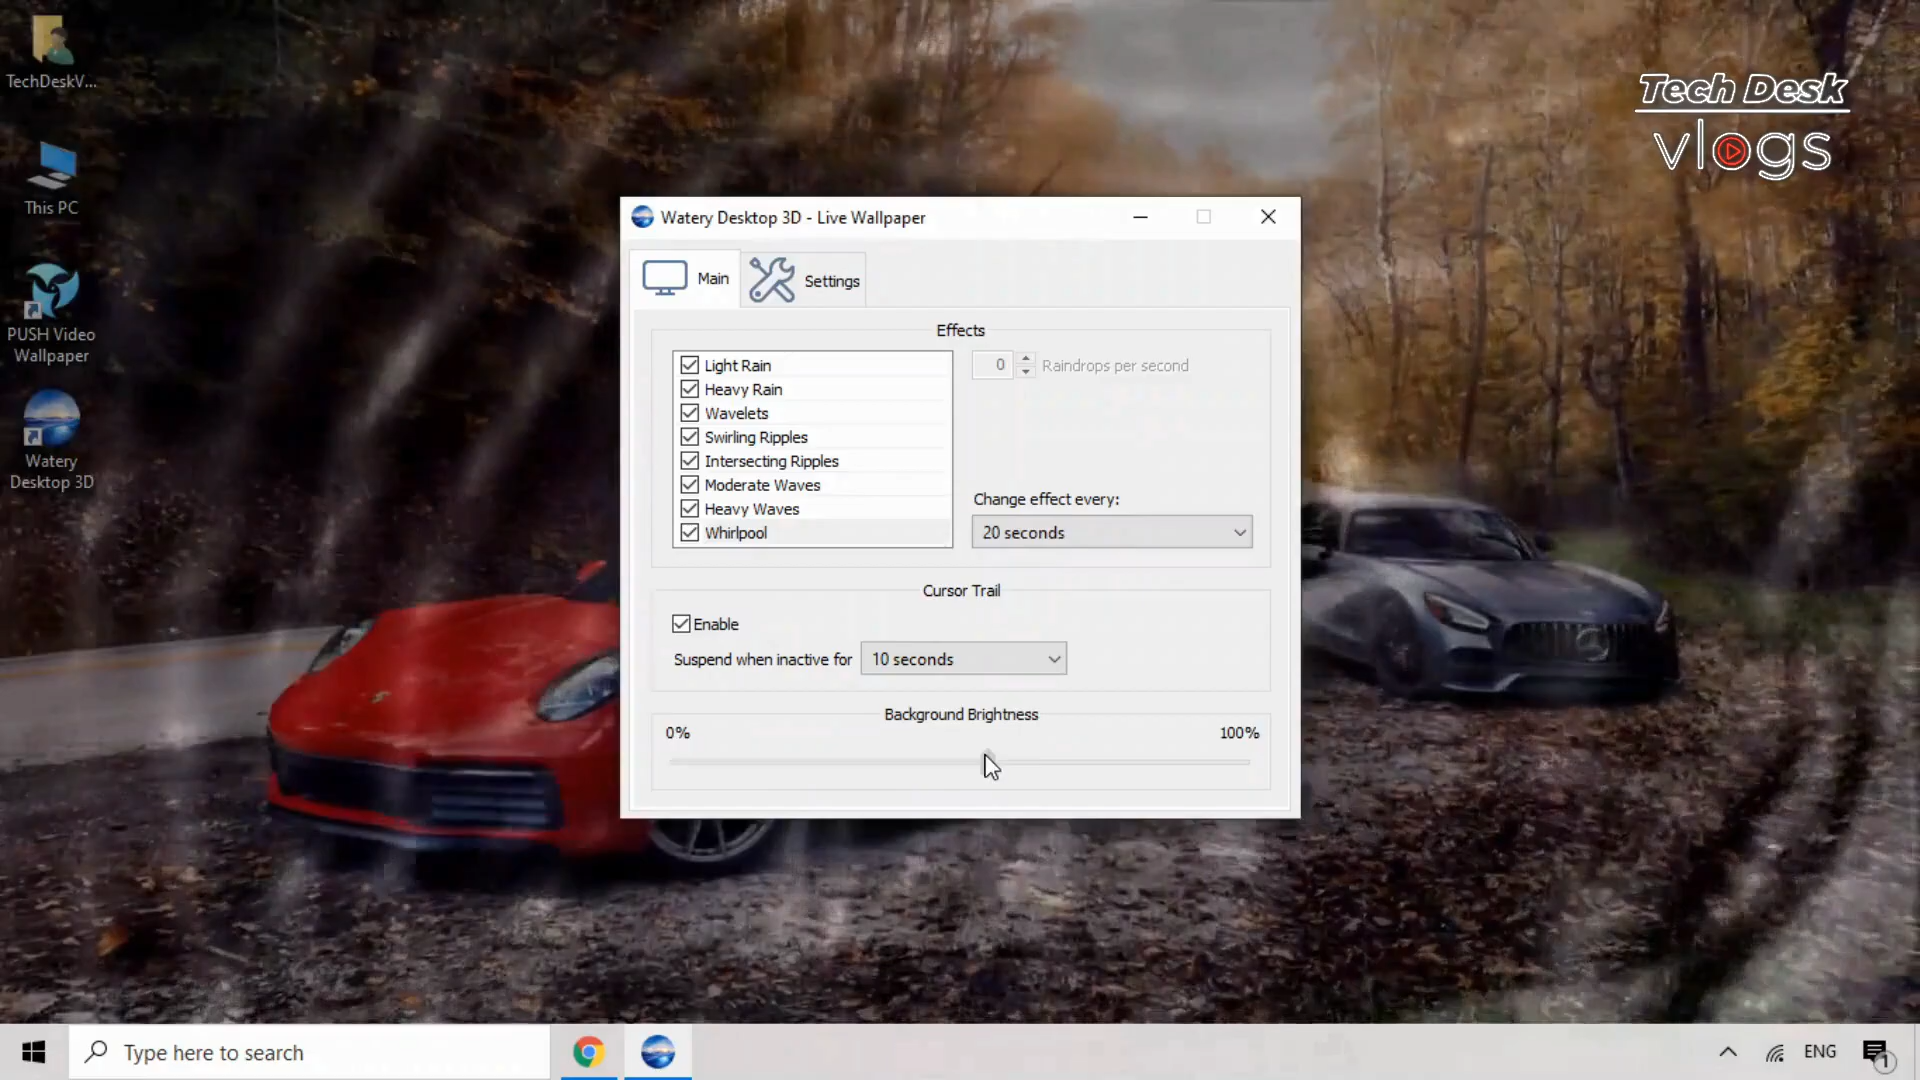 TechDeskV...
This PC
PUSH Video
Wallpaper
Watery
Desktop 3D
Tech Desk
vlogs
Watery Desktop 3D - Live Wallpaper
Main
Settings
Effects
Light Rain
Heavy Rain
Wavelets
Swirling Ripples
Intersecting Ripples
Moderate Waves
Heavy Waves
Whirlpool
0 Raindrops per second
Change effect every:
20 seconds
Cursor Trail
Enable
Suspend when inactive for 10 seconds
Background Brightness
0% 100%
Type here to search
ENG
1